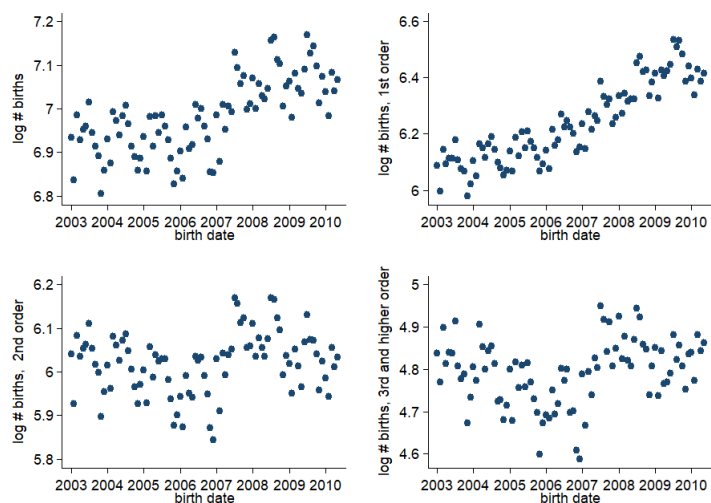 log # births
7.2
7.1
7
6.9
6.8
2003 2004 2005 2006 2007 2008 2009 2010
birth date
log # births, 1st order
6.6
6.4
6.2
6
2003 2004 2005 2006 2007 2008 2009 2010
birth date
log # births, 2nd order
6.2
6.1
6
5.9
5.8
2003 2004 2005 2006 2007 2008 2009 2010
birth date
log # births, 3rd and higher order
5
4.9
4.8
4.7
4.6
2003 2004 2005 2006 2007 2008 2009 2010
birth date